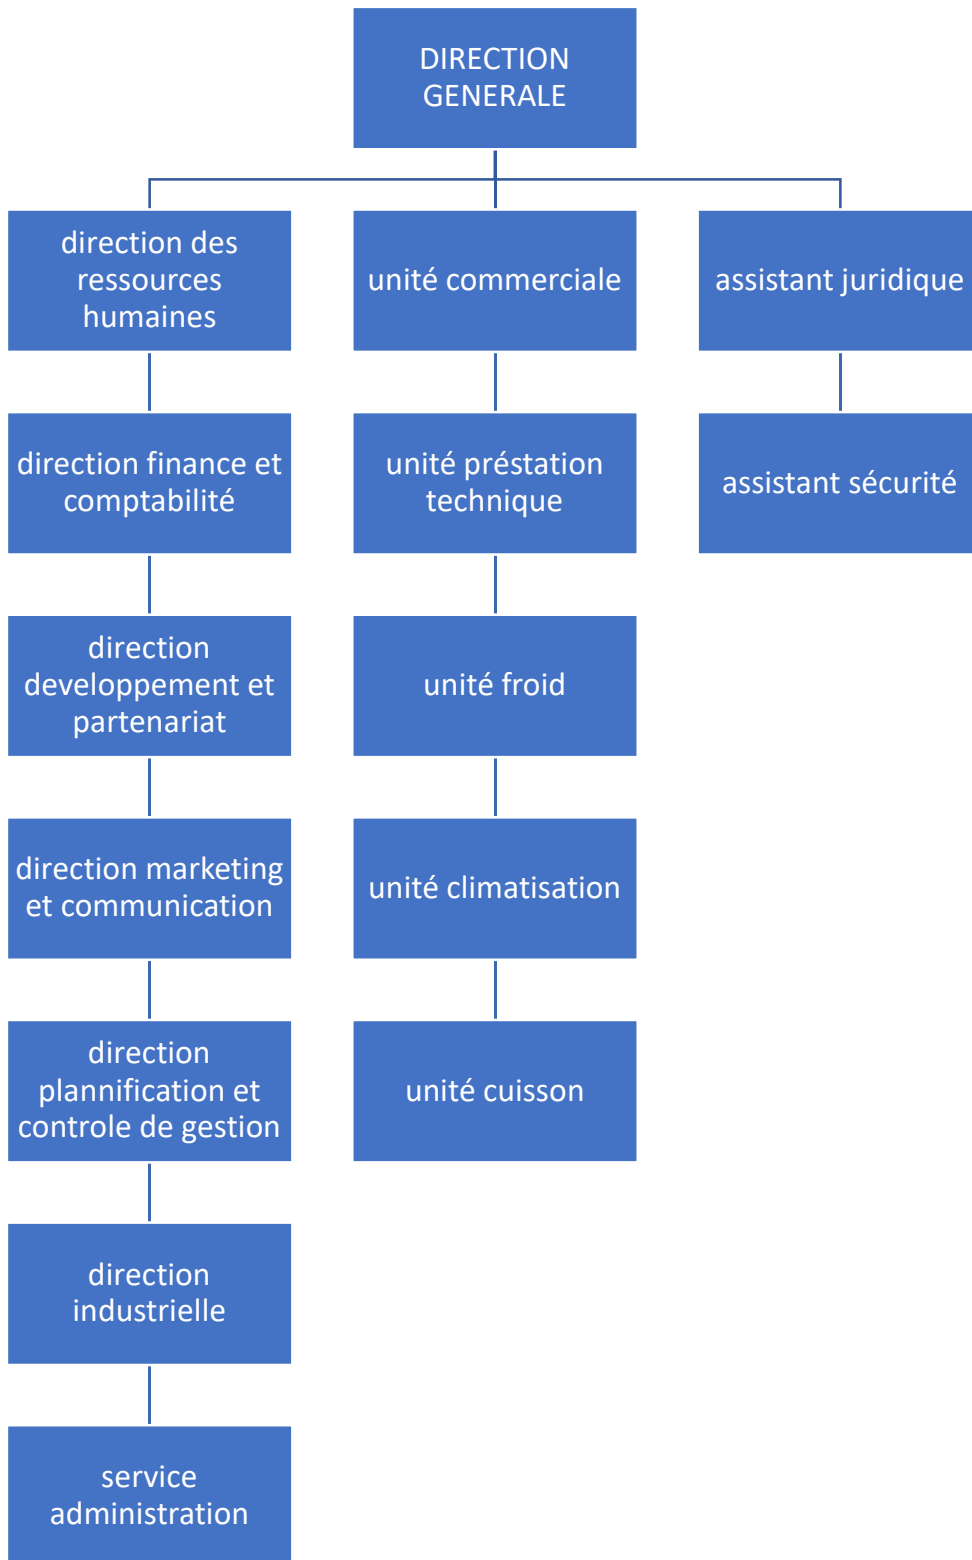 DIRECTION
GENERALE
direction des
ressources
humaines
direction finance et
comptabilité
direction
developpement et
partenariat
direction marketing
et communication
direction
plannification et
controle de gestion
direction
industrielle
service
administration
unité commerciale
unité préstation
technique
unité froid
unité climatisation
unité cuisson
assistant juridique
assistant sécurité